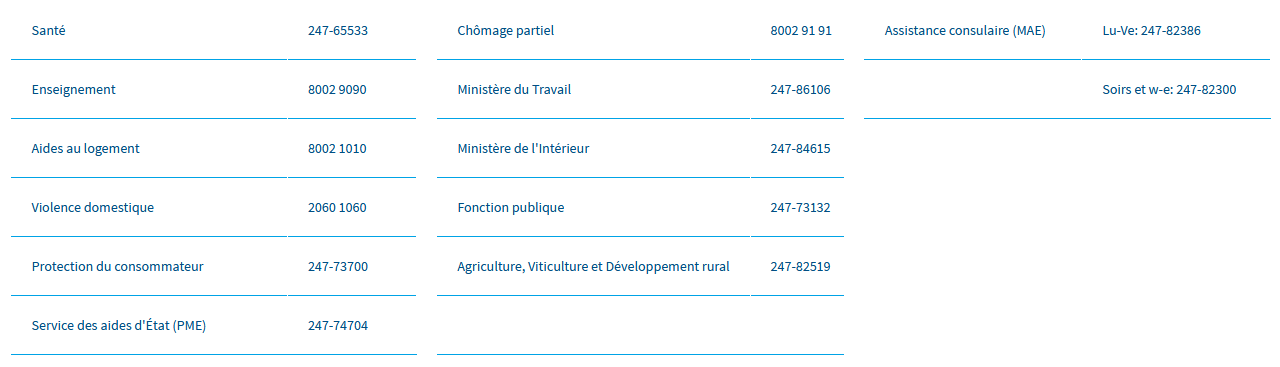 Santé 247-65533
Enseignement 8002 9090
Aides au logement 8002 1010
Violence domestique 2060 1060
Protection du consommateur 247-73700
Service des aides d'État (PME) 247-74704
Chômage partiel 8002 91 91
Ministère du Travail 247-86106
Ministère de l'Intérieur 247-84615
Fonction publique 247-73132
Agriculture, Viticulture et Développement rural 247-82519
Assistance consulaire (MAE) Lu-Ve: 247-82386
Soirs et w-e: 247-82300